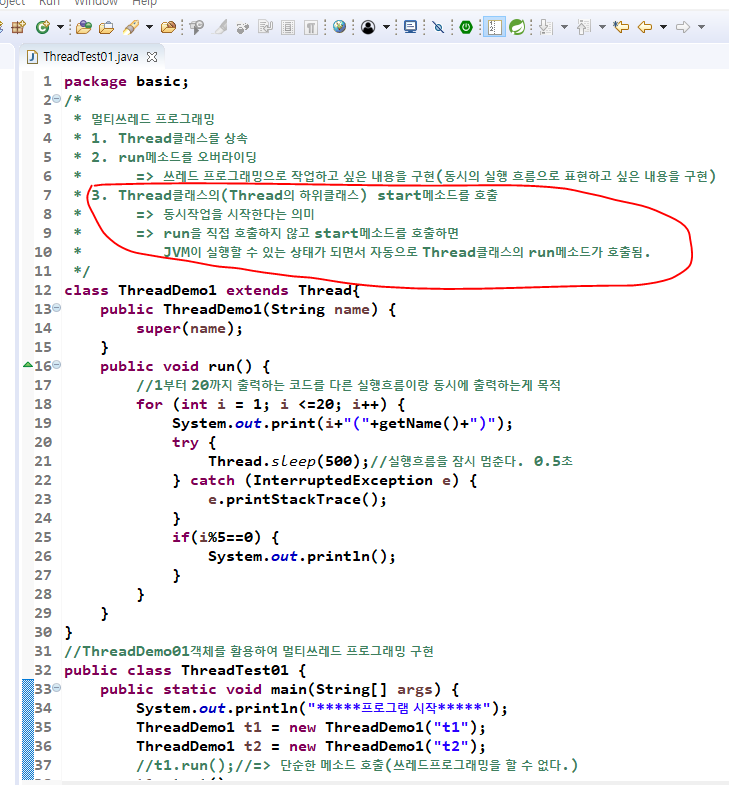 Run
Window
Help
ThreadTest01.java
1 package basic;
2 /*
3 * 멀티쓰레드 프로그래밍
4 * 1. Thread클래스를 상속
5 * 2. run메소드를 오버라이딩
6 * => 쓰레드 프로그래밍으로 작업하고 싶은 내용을 구현(동시의 실행 흐름으로 표현하고 싶은 내용을 구현)
7 * 3. Thread클래스의(Thread의 하위클래스) start메소드를 호출
8 * => 동시작업을 시작한다는 의미
9 * => run을 직접 호출하지 않고 start메소드를 호출하면
10 * JVM이 실행할 수 있는 상태가 되면서 자동으로 Thread클래스의 run메소드가 호출됨.
11 */
12 class ThreadDemo1 extends Thread{
13 public ThreadDemo1(String name) {
14 super(name);
15 }
16 public void run() {
17 //1부터 20까지 출력하는 코드를 다른 실행흐름이랑 동시에 출력하는게 목적
18 for (int i = 1; i <=20; i++) {
19 System.out.print(i+"("+getName()+")");
20 try {
21 Thread.sleep(500);//실행흐름을 잠시 멈춘다. 0.5초
22 } catch (InterruptedException e) {
23 e.printStackTrace();
24 }
25 if(i%5==0) {
26 System.out.println();
27 }
28 }
29 }
30 }
31 //ThreadDemo01객체를 활용하여 멀티쓰레드 프로그래밍 구현
32 public class ThreadTest01 {
33 public static void main(String[] args) {
34 System.out.println("*****프로그램 시작*****");
35 ThreadDemo1 t1 = new ThreadDemo1("t1");
36 ThreadDemo1 t2 = new ThreadDemo1("t2");
37 //t1.run();//=> 단순한 메소드 호출(쓰레드프로그래밍을 할 수 없다.)